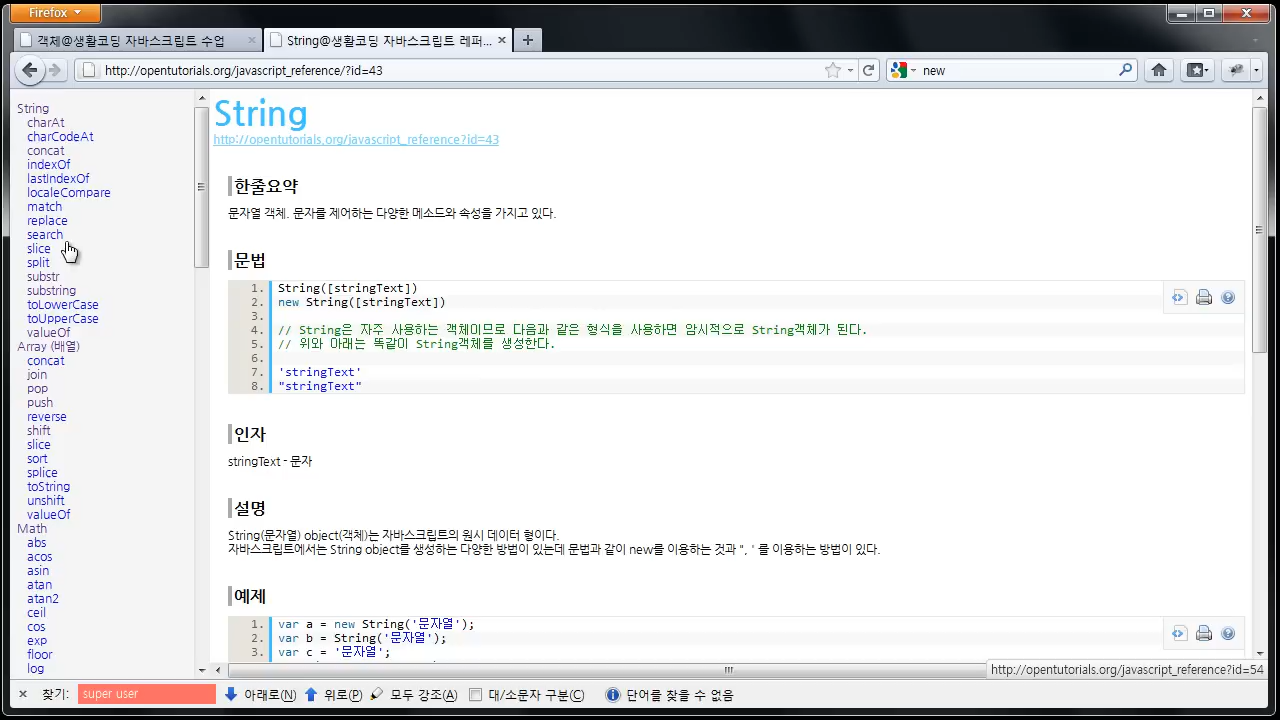 Firefox
객체@생활코딩 자바스크립트 수업
String@생활코딩 자바스크립트 레퍼...
http://opentutorials.org/javascript_reference/?id=43
new
String
charAt
charCodeAt
concat
indexOf
lastIndexOf
localeCompare
match
replace
search
slice
split
substr
substring
toLowerCase
toUpperCase
valueOf
Array (배열)
concat
join
pop
push
reverse
shift
slice
sort
splice
toString
unshift
valueOf
Math
abs
acos
asin
atan
atan2
ceil
cos
exp
floor
log
String
http://opentutorials.org/javascript_reference?id=43
한줄요약
문자열 객체. 문자를 제어하는 다양한 메소드와 속성을 가지고 있다.
문법
1. String([stringText])
2. new String([stringText])
3.
4. // String은 자주 사용하는 객체이므로 다음과 같은 형식을 사용하면 암시적으로 String객체가 된다.
5. // 위와 아래는 똑같이 String객체를 생성한다.
6.
7. 'stringText'
8. "stringText"
인자
stringText - 문자
설명
String(문자열) object(객체)는 자바스크립트의 원시 데이터 형이다.
자바스크립트에서는 String object를 생성하는 다양한 방법이 있는데 문법과 같이 new를 이용하는 것과 ", ' 를 이용하는 방법이 있다.
예제
1. var a = new String('문자열');
2. var b = String('문자열');
3. var c = '문자열';
http://opentutorials.org/javascript_reference/?id=54
찾기: super user 아래로(N) 위로(P) 모두 강조(A) 대/소문자 구분(C) 단어를 찾을 수 없음